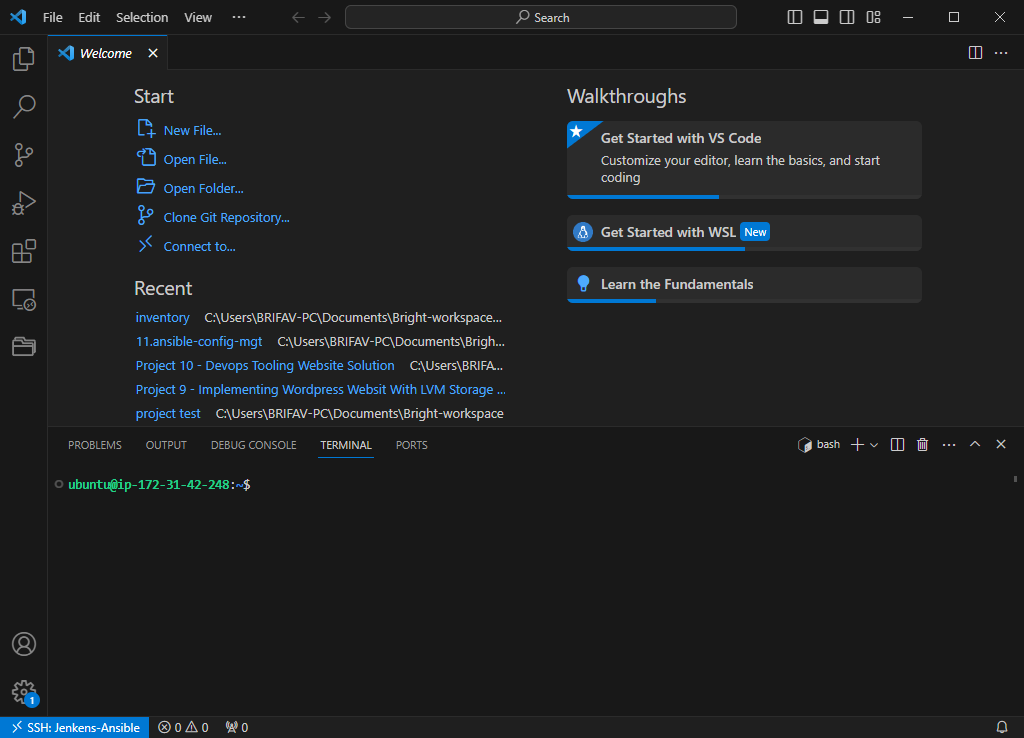 File Edit Selection View ··· Search
Welcome
Start
New File...
Open File...
Open Folder...
Clone Git Repository...
Connect to...
Recent
inventory C:\Users\BRIFAV-PC\Documents\Bright-workspace...
11.ansible-config-mgt C:\Users\BRIFAV-PC\Documents\Brigh...
Project 10 - Devops Tooling Website Solution C:\Users\BRIFA...
Project 9 - Implementing Wordpress Websit With LVM Storage ...
project test C:\Users\BRIFAV-PC\Documents\Bright-workspace
Walkthroughs
Get Started with VS Code
Customize your editor, learn the basics, and start
coding
Get Started with WSL New
Learn the Fundamentals
PROBLEMS OUTPUT DEBUG CONSOLE TERMINAL PORTS bash
ubuntu@ip-172-31-42-248:~$
1
SSH: Jenkens-Ansible 0 0 0